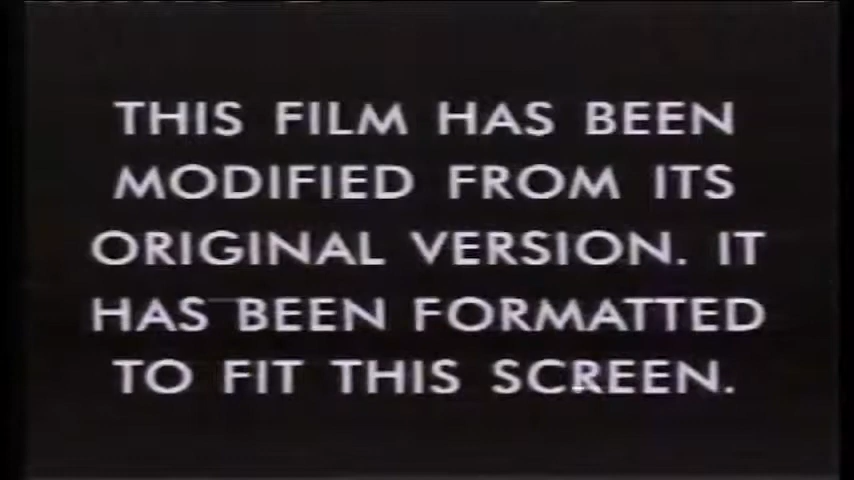 THIS FILM HAS BEEN
MODIFIED FROM ITS
ORIGINAL VERSION. IT
HAS BEEN FORMATTED
TO FIT THIS SCREEN.